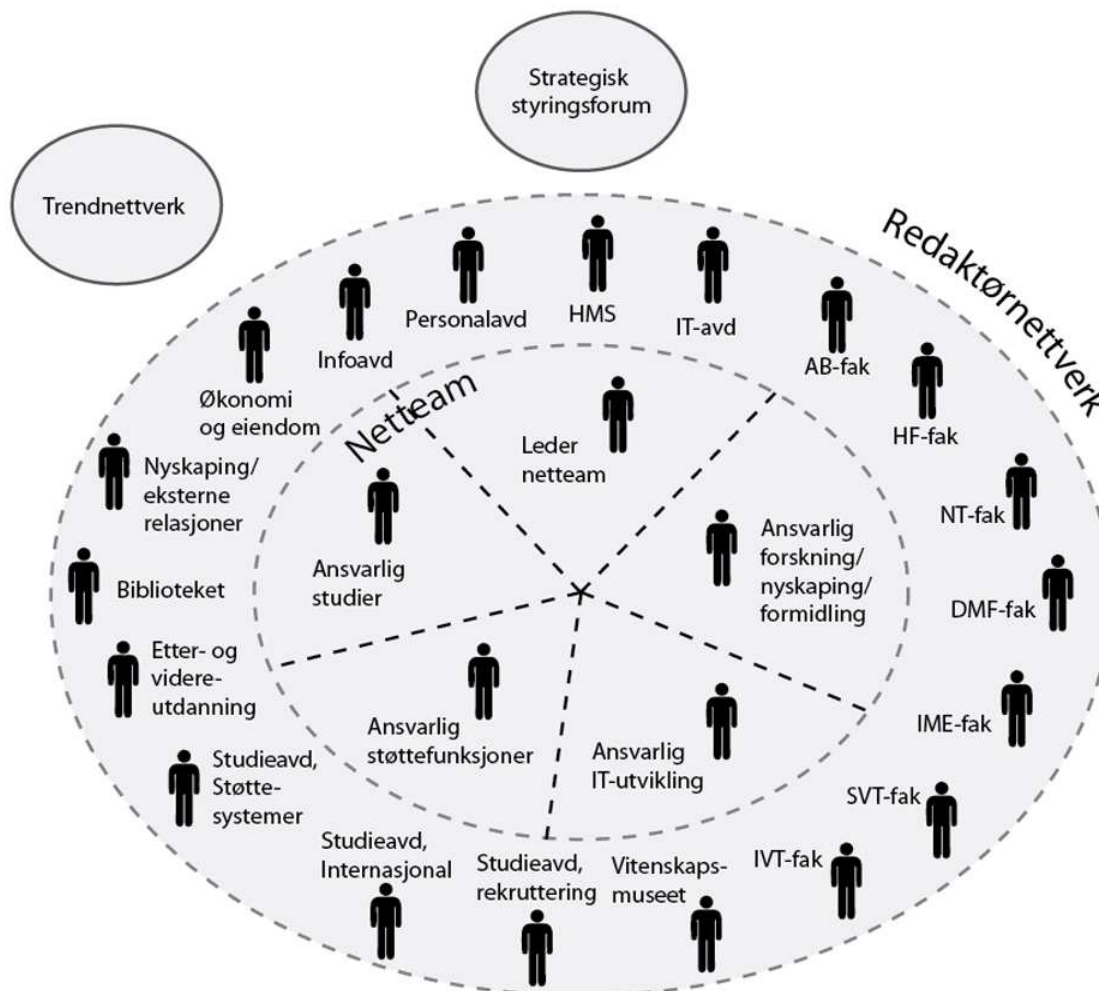 Strategisk
styringsforum
Trendnettverk
Redaktørnettverk
HMS
Personalavd
IT-avd
Infoavd
AB-fak
Økonomi
og eiendom
HF-fak
Netteam
Leder
netteam
Nyskaping/
eksterne
relasjoner
NT-fak
Ansvarlig
studier
Ansvarlig
forskning/
nyskaping/
formidling
Biblioteket
DMF-fak
Etter- og
videre-
utdanning
IME-fak
Ansvarlig
støttefunksjoner
Ansvarlig
IT-utvikling
Studieavd,
Støtte-
systemer
SVT-fak
Studieavd,
Internasjonal
Studieavd,
rekruttering
Vitenskaps-
museet
IVT-fak